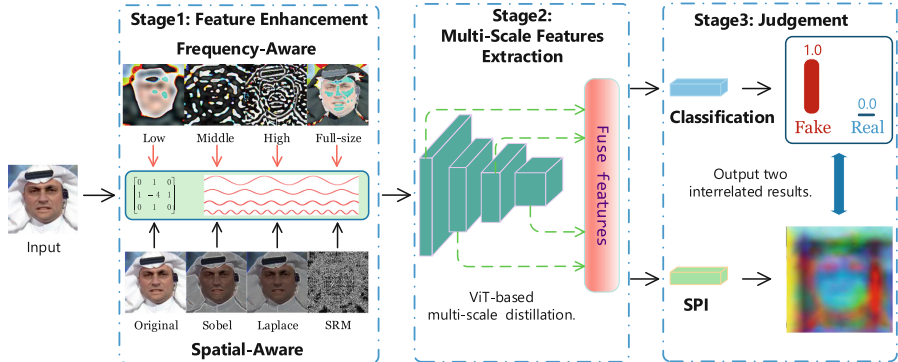 Stage1: Feature Enhancement
Frequency-Aware
Low Middle High Full-size
0 1 0
1 -4 1
0 1 0
Input
Original Sobel Laplace SRM
Spatial-Aware
Stage2:
Multi-Scale Features
Extraction
Fuse features
ViT-based
multi-scale distillation.
Stage3: Judgement
Classification
1.0
0.0
Fake Real
Output two
interrelated results.
SPI